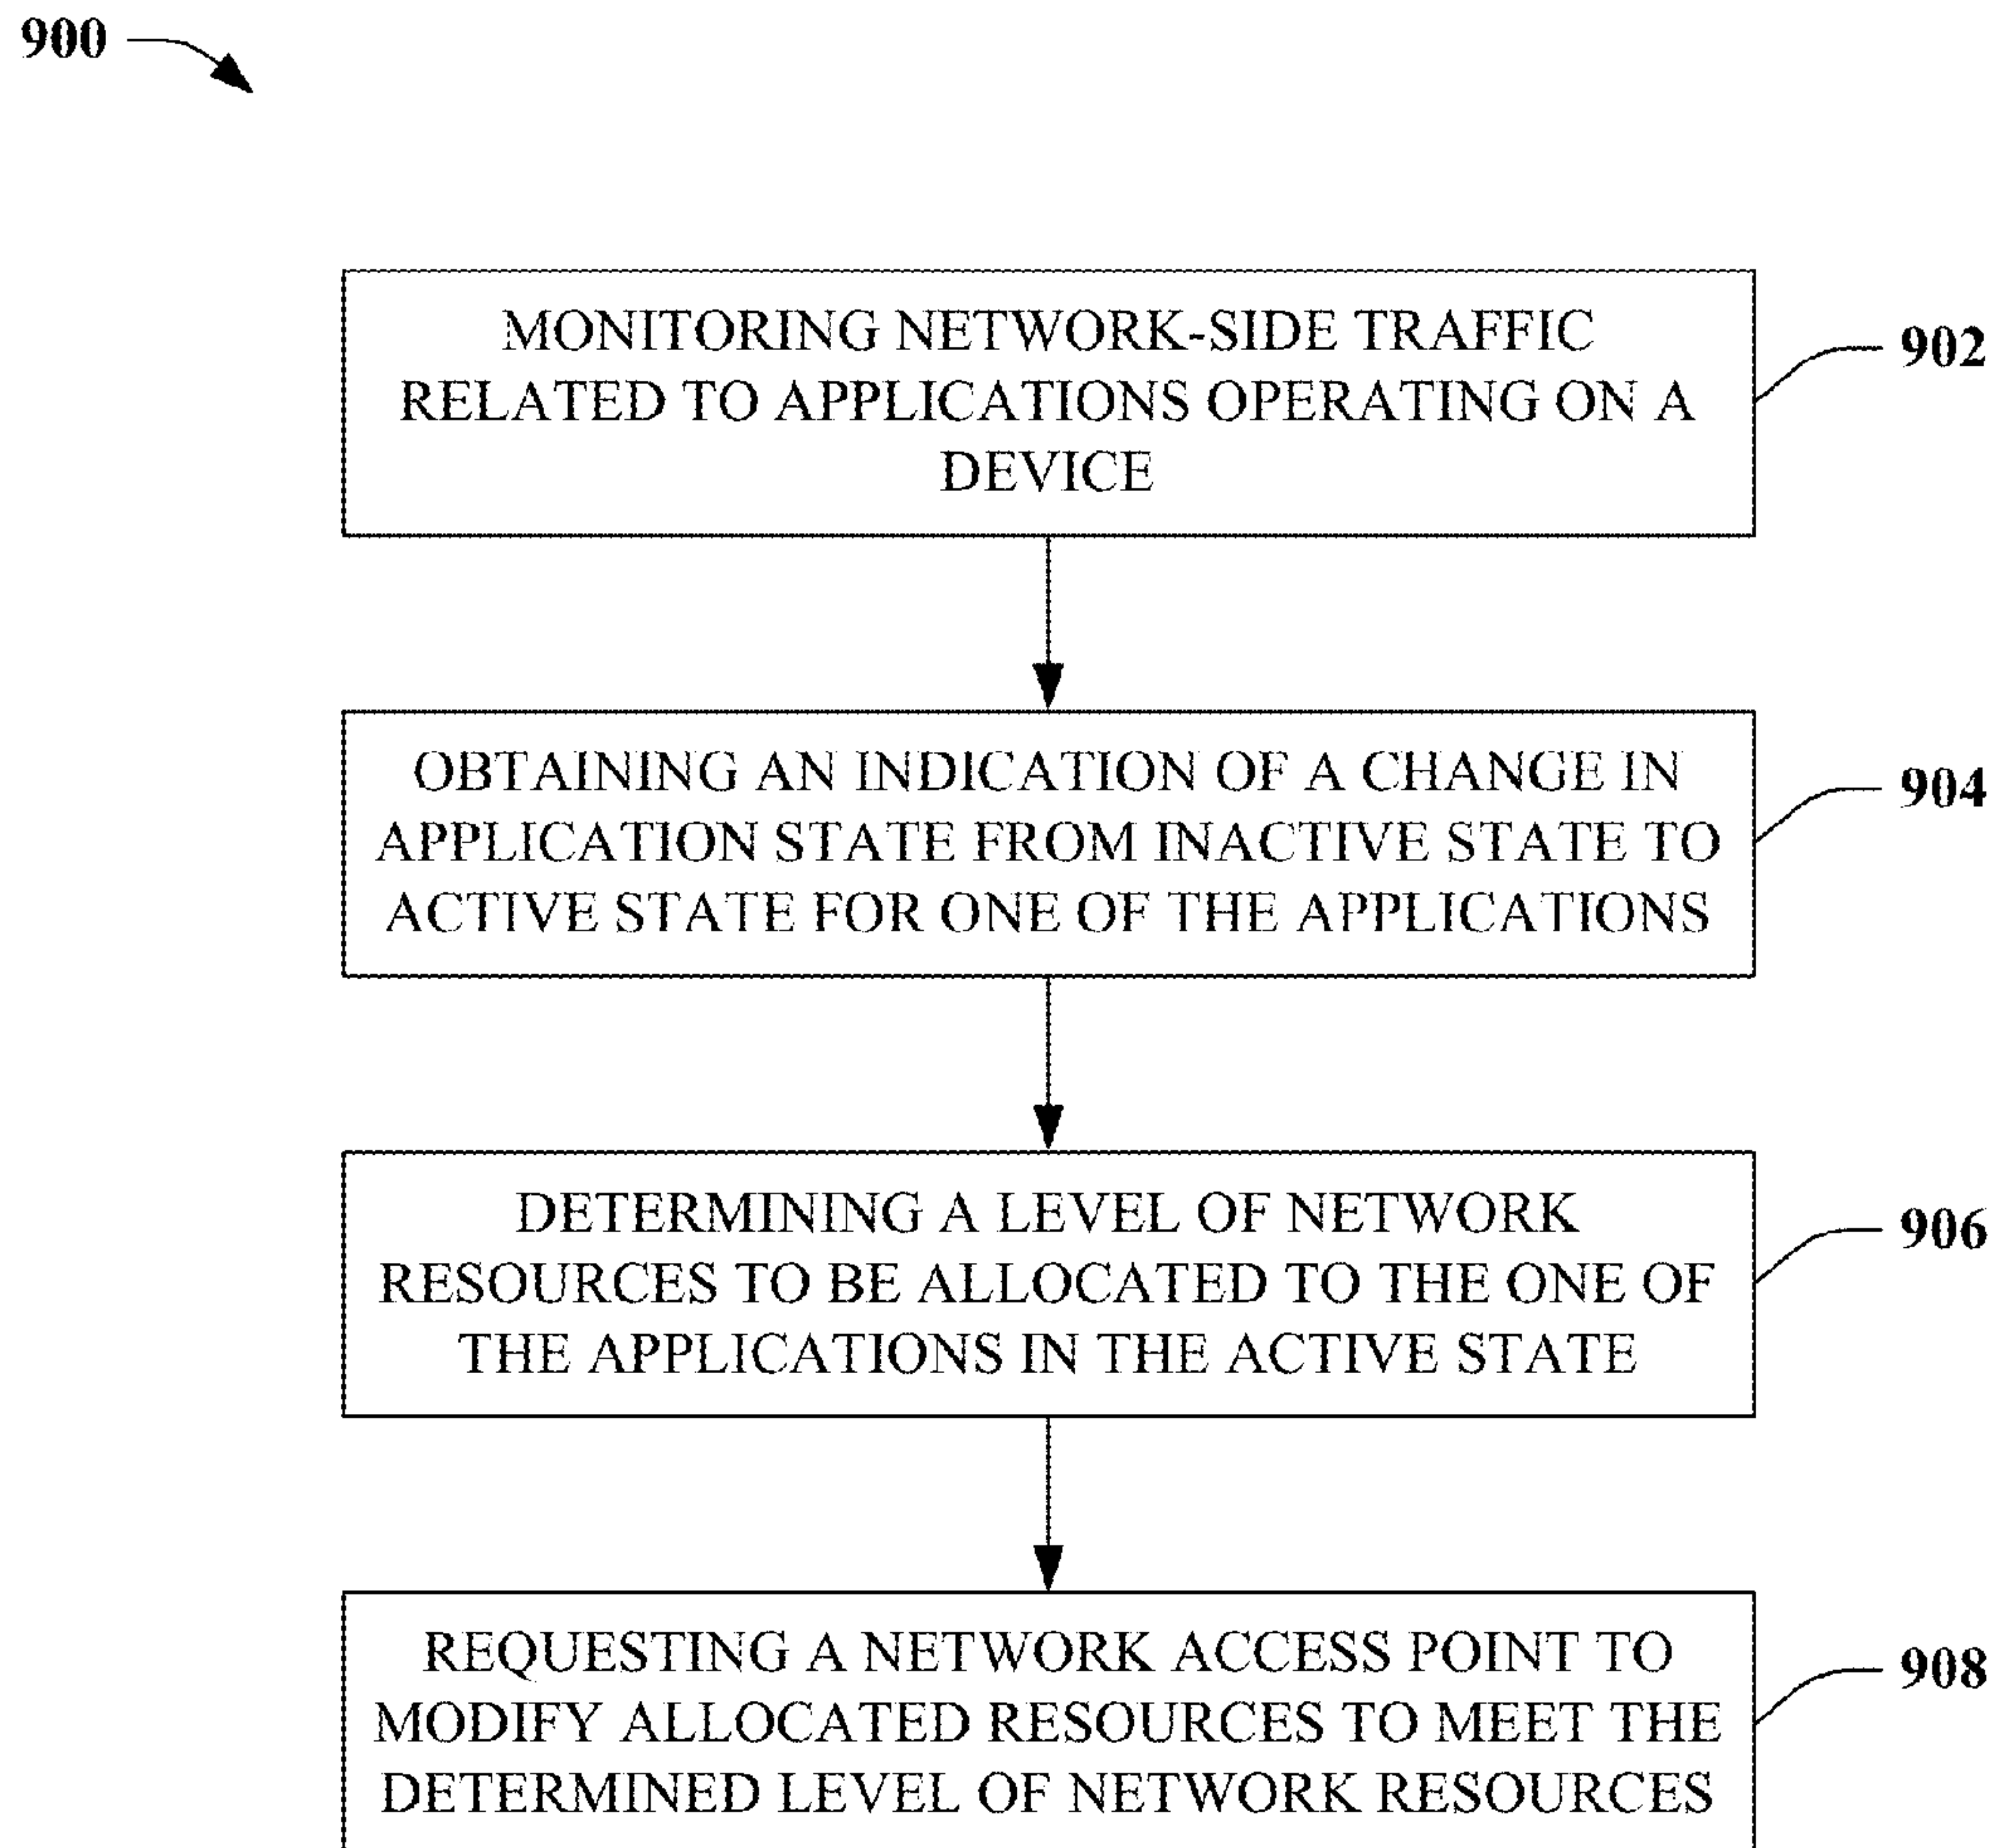 900
MONITORING NETWORK-SIDE TRAFFIC
RELATED TO APPLICATIONS OPERATING ON A
DEVICE
902
OBTAINING AN INDICATION OF A CHANGE IN
APPLICATION STATE FROM INACTIVE STATE TO
ACTIVE STATE FOR ONE OF THE APPLICATIONS
904
DETERMINING A LEVEL OF NETWORK
RESOURCES TO BE ALLOCATED TO THE ONE OF
THE APPLICATIONS IN THE ACTIVE STATE
906
REQUESTING A NETWORK ACCESS POINT TO
MODIFY ALLOCATED RESOURCES TO MEET THE
DETERMINED LEVEL OF NETWORK RESOURCES
908